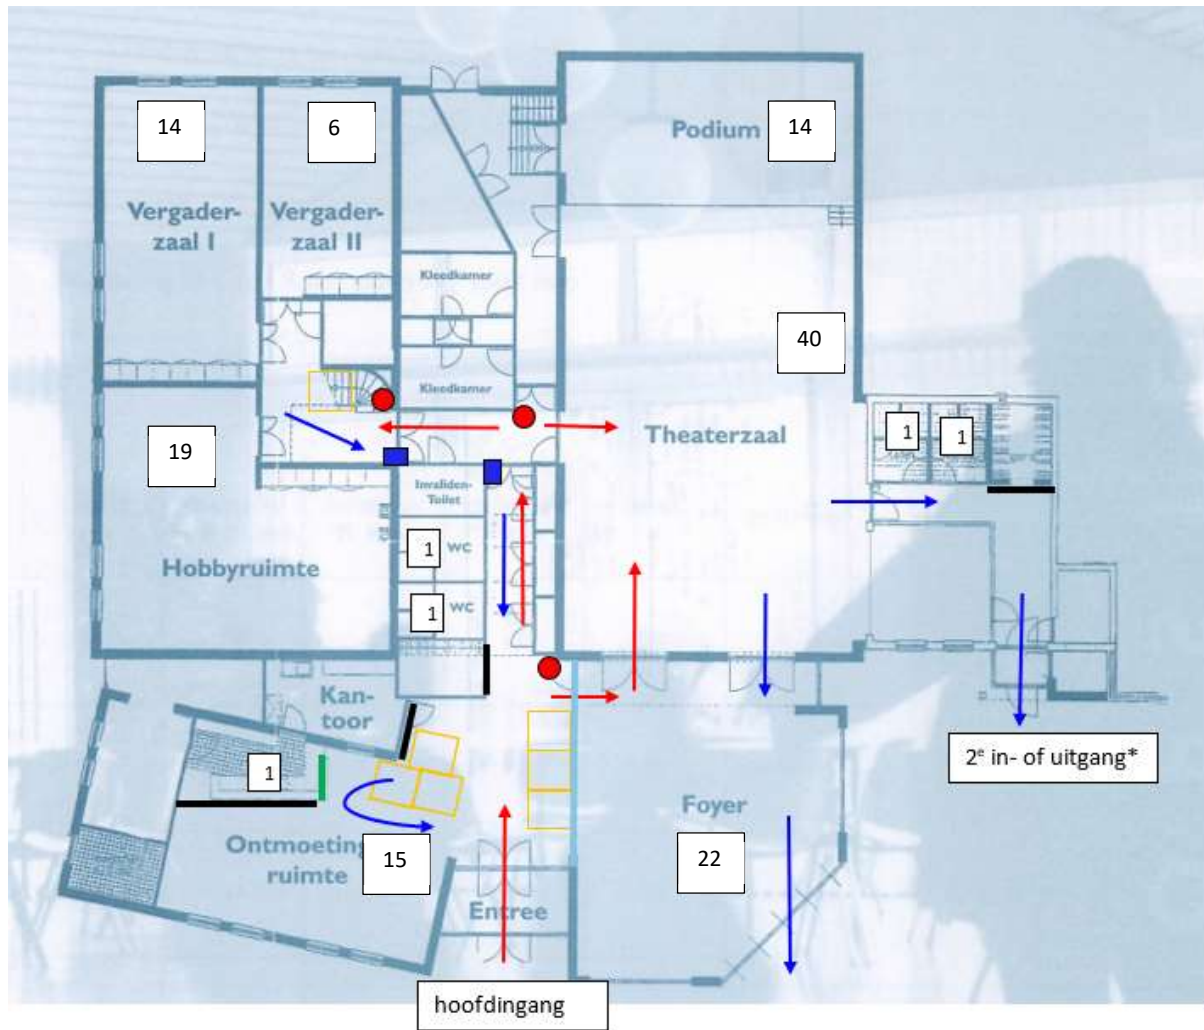 14
6
Podium 14
Vergader-
zaal I
Vergader-
zaal II
Kleedkamer
40
Kleedkamer
19
Theaterzaal
1
1
Invaliden-
Toilet
1
wc
Hobbyruimte
1
wc
Kan-
toor
2e in- of uitgang*
1
Foyer
Ontmoeting
ruimte
15
22
Entree
hoofdingang